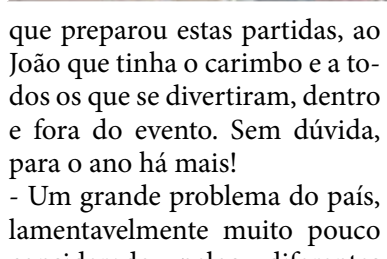 que preparou estas partidas, ao
João que tinha o carimbo e a to-
dos os que se divertiram, dentro
e fora do evento. Sem dúvida,
para o ano há mais!
- Um grande problema do país,
lamentavelmente muito pouco